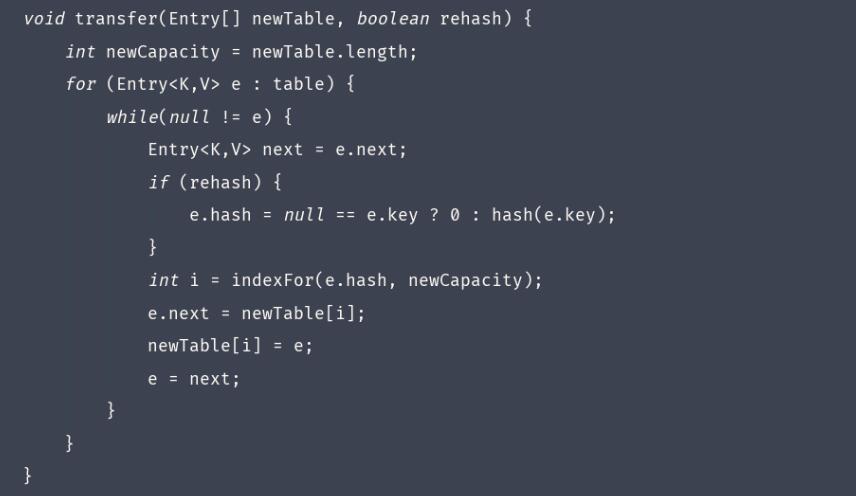 void transfer(Entry[] newTable, boolean rehash) {
    int newCapacity = newTable.length;
    for (Entry<K,V> e : table) {
        while(null != e) {
            Entry<K,V> next = e.next;
            if (rehash) {
                e.hash = null == e.key ? 0 : hash(e.key);
            }
            int i = indexFor(e.hash, newCapacity);
            e.next = newTable[i];
            newTable[i] = e;
            e = next;
        }
    }
}